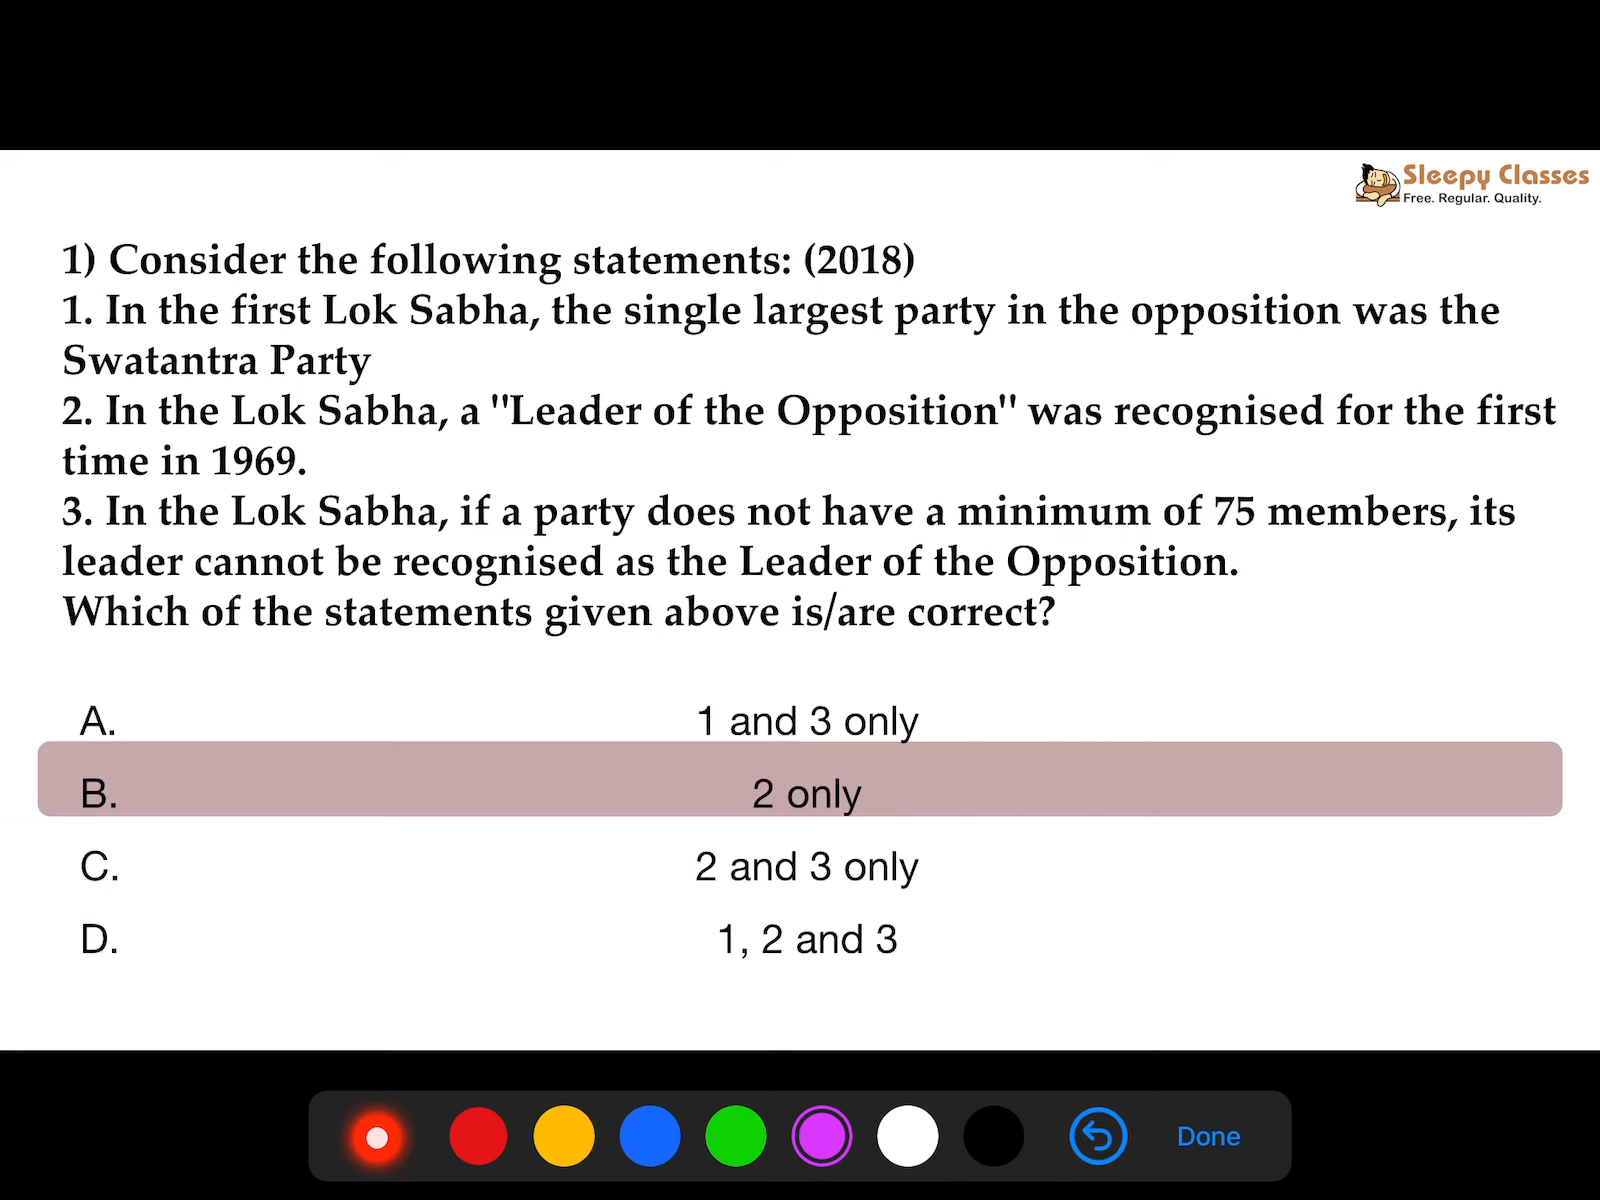 Sleepy Classes
Free. Regular. Quality.
1) Consider the following statements: (2018)
1. In the first Lok Sabha, the single largest party in the opposition was the
Swatantra Party
2. In the Lok Sabha, a "Leader of the Opposition" was recognised for the first
time in 1969.
3. In the Lok Sabha, if a party does not have a minimum of 75 members, its
leader cannot be recognised as the Leader of the Opposition.
Which of the statements given above is/are correct?
A. 1 and 3 only
B. 2 only
C. 2 and 3 only
D. 1, 2 and 3
Done